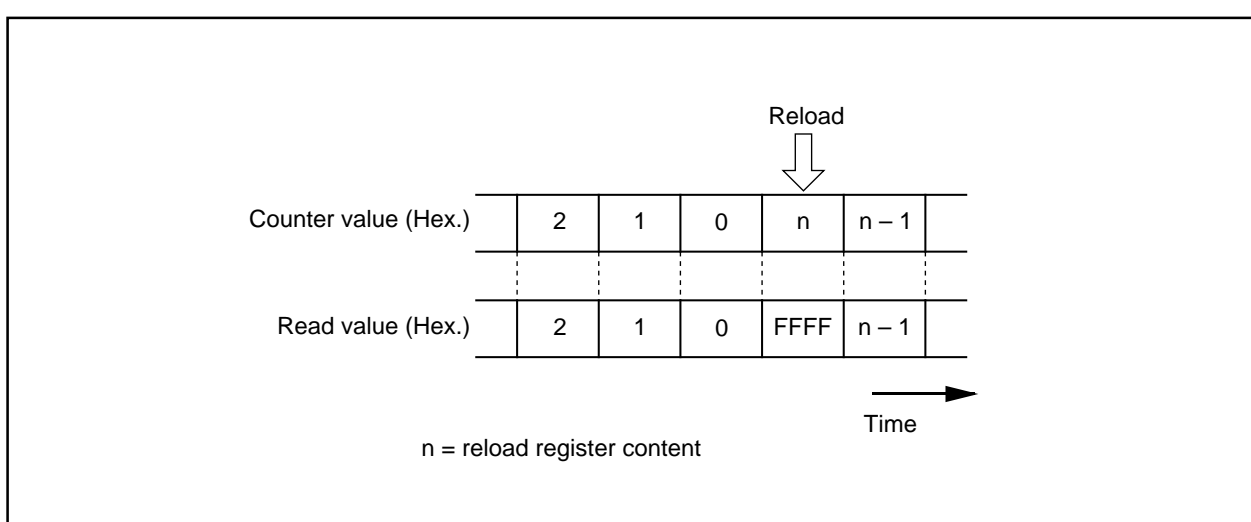 Reload
Counter value (Hex.) 2 1 0 n n – 1
Read value (Hex.) 2 1 0 FFFF n – 1
Time
n = reload register content